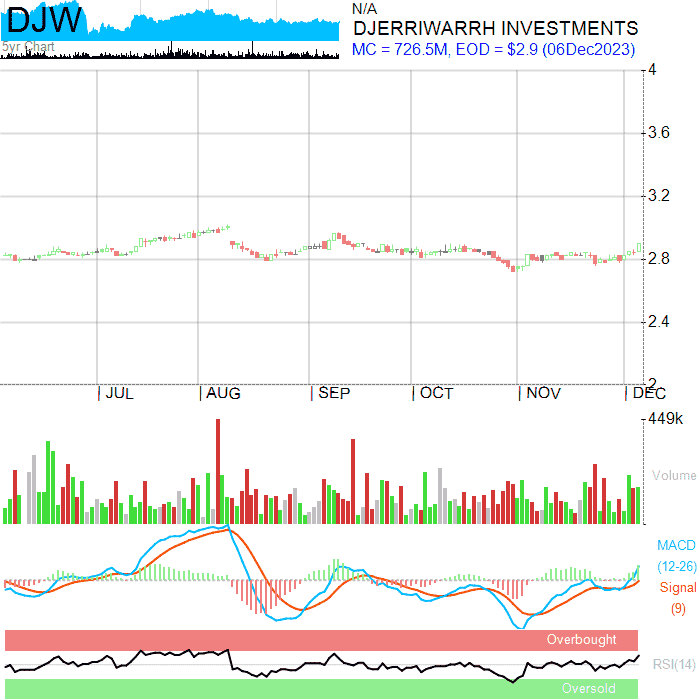 DJW
5yr Chart
N/A
DJERRIWARRH INVESTMENTS
MC = 726.5M, EOD = $2.9 (06Dec2023)
4
3.6
3.2
2.8
2.4
2
| JUL | AUG | SEP | OCT | NOV | DEC
449k
Volume
MACD
(12-26)
Signal
(9)
Overbought
RSI(14)
Oversold